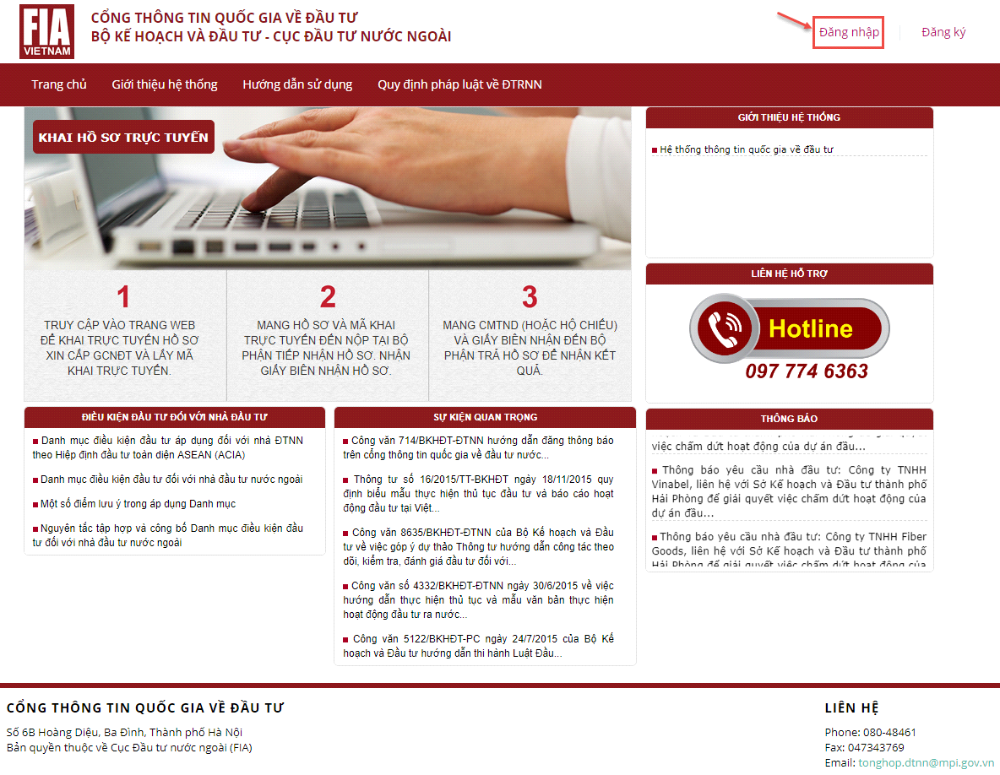 FIA
VIETNAM
CỔNG THÔNG TIN QUỐC GIA VỀ ĐẦU TƯ
BỘ KẾ HOẠCH VÀ ĐẦU TƯ - CỤC ĐẦU TƯ NƯỚC NGOÀI
Đăng nhập
Đăng ký
Trang chủ
Giới thiệu hệ thống
Hướng dẫn sử dụng
Quy định pháp luật về ĐTRNN
KHAI HỒ SƠ TRỰC TUYẾN
1
TRUY CẬP VÀO TRANG WEB
ĐỂ KHAI TRỰC TUYẾN HỒ SƠ
XIN CẤP GCNĐT VÀ LẤY MÃ
KHAI TRỰC TUYẾN.
2
MANG HỒ SƠ VÀ MÃ KHAI
TRỰC TUYẾN ĐẾN NỘP TẠI BỘ
PHẬN TIẾP NHẬN HỒ SƠ. NHẬN
GIẤY BIÊN NHẬN HỒ SƠ.
3
MANG CMTND (HOẶC HỘ CHIẾU)
VÀ GIẤY BIÊN NHẬN ĐẾN BỘ
PHẬN TRẢ HỒ SƠ ĐỂ NHẬN KẾT
QUẢ.
GIỚI THIỆU HỆ THỐNG
Hệ thống thông tin quốc gia về đầu tư
LIÊN HỆ HỖ TRỢ
Hotline
097 774 6363
ĐIỀU KIỆN ĐẦU TƯ ĐỐI VỚI NHÀ ĐẦU TƯ
Danh mục điều kiện đầu tư áp dụng đối với nhà ĐTNN
theo Hiệp định đầu tư toàn diện ASEAN (ACIA)
Danh mục điều kiện đầu tư đối với nhà đầu tư nước ngoài
Một số điểm lưu ý trong áp dụng Danh mục
Nguyên tắc tập hợp và công bố Danh mục điều kiện đầu
tư đối với nhà đầu tư nước ngoài
SỰ KIỆN QUAN TRỌNG
Công văn 714/BKHĐT-ĐTNN hướng dẫn đăng thông báo
trên cổng thông tin quốc gia về đầu tư nước...
Thông tư số 16/2015/TT-BKHĐT ngày 18/11/2015 quy
định biểu mẫu thực hiện thủ tục đầu tư và báo cáo hoạt
động đầu tư tại Việt...
Công văn 8635/BKHĐT-ĐTNN của Bộ Kế hoạch và Đầu
tư về việc góp ý dự thảo Thông tư hướng dẫn công tác theo
dõi, kiểm tra, đánh giá đầu tư đối với...
Công văn số 4332/BKHĐT-ĐTNN ngày 30/6/2015 về việc
hướng dẫn thực hiện thủ tục và mẫu văn bản thực hiện
hoạt động đầu tư ra nước...
Công văn 5122/BKHĐT-PC ngày 24/7/2015 của Bộ Kế
hoạch và Đầu tư hướng dẫn thi hành Luật Đầu...
THÔNG BÁO
việc chấm dứt hoạt động của dự án đầu...
Thông báo yêu cầu nhà đầu tư: Công ty TNHH
Vinabel, liên hệ với Sở Kế hoạch và Đầu tư thành phố
Hải Phòng để giải quyết việc chấm dứt hoạt động của
dự án đầu...
Thông báo yêu cầu nhà đầu tư: Công ty TNHH Fiber
Goods, liên hệ với Sở Kế hoạch và Đầu tư thành phố
Hải Phòng để giải quyết việc chấm dứt hoạt động của
CỔNG THÔNG TIN QUỐC GIA VỀ ĐẦU TƯ
Số 6B Hoàng Diệu, Ba Đình, Thành phố Hà Nội
Bản quyền thuộc về Cục Đầu tư nước ngoài (FIA)
LIÊN HỆ
Phone: 080-48461
Fax: 047343769
Email: tonghop.dtnn@mpi.gov.vn